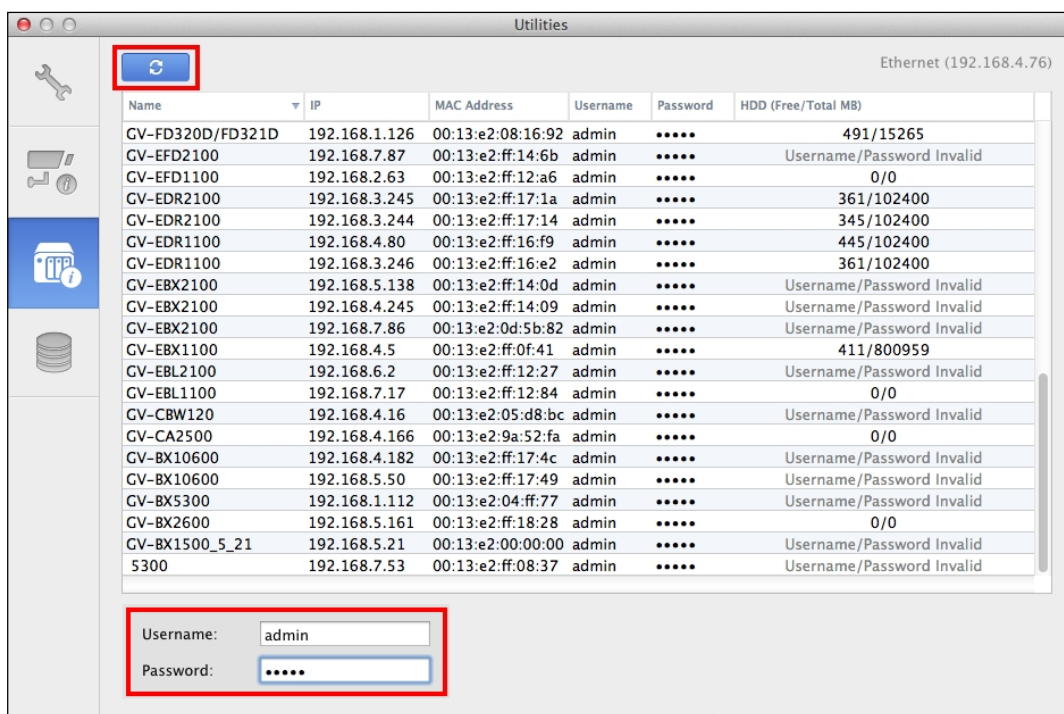 Utilities
Ethernet (192.168.4.76)
Name IP MAC Address Username Password HDD (Free/Total MB)
GV-FD320D/FD321D 192.168.1.126 00:13:e2:08:16:92 admin ••••• 491/15265
GV-EFD2100 192.168.7.87 00:13:e2:ff:14:6b admin ••••• Username/Password Invalid
GV-EFD1100 192.168.2.63 00:13:e2:ff:12:a6 admin ••••• 0/0
GV-EDR2100 192.168.3.245 00:13:e2:ff:17:1a admin ••••• 361/102400
GV-EDR2100 192.168.3.244 00:13:e2:ff:17:14 admin ••••• 345/102400
GV-EDR1100 192.168.4.80 00:13:e2:ff:16:f9 admin ••••• 445/102400
GV-EDR1100 192.168.3.246 00:13:e2:ff:16:e2 admin ••••• 361/102400
GV-EBX2100 192.168.5.138 00:13:e2:ff:14:0d admin ••••• Username/Password Invalid
GV-EBX2100 192.168.4.245 00:13:e2:ff:14:09 admin ••••• Username/Password Invalid
GV-EBX2100 192.168.7.86 00:13:e2:0d:5b:82 admin ••••• Username/Password Invalid
GV-EBX1100 192.168.4.5 00:13:e2:ff:0f:41 admin ••••• 411/800959
GV-EBL2100 192.168.6.2 00:13:e2:ff:12:27 admin ••••• Username/Password Invalid
GV-EBL1100 192.168.7.17 00:13:e2:ff:12:84 admin ••••• 0/0
GV-CBW120 192.168.4.16 00:13:e2:05:d8:bc admin ••••• Username/Password Invalid
GV-CA2500 192.168.4.166 00:13:e2:9a:52:fa admin ••••• 0/0
GV-BX10600 192.168.4.182 00:13:e2:ff:17:4c admin ••••• Username/Password Invalid
GV-BX10600 192.168.5.50 00:13:e2:ff:17:49 admin ••••• Username/Password Invalid
GV-BX5300 192.168.1.112 00:13:e2:04:ff:77 admin ••••• Username/Password Invalid
GV-BX2600 192.168.5.161 00:13:e2:ff:18:28 admin ••••• 0/0
GV-BX1500_5_21 192.168.5.21 00:13:e2:00:00:00 admin ••••• Username/Password Invalid
5300 192.168.7.53 00:13:e2:ff:08:37 admin ••••• Username/Password Invalid
Username: admin
Password: •••••